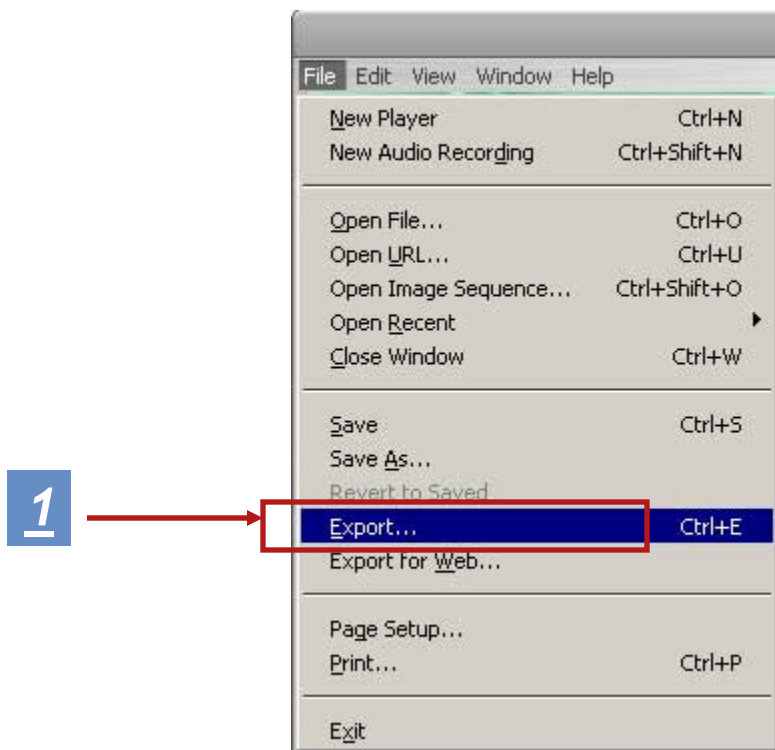 File Edit View Window Help
New Player Ctrl+N
New Audio Recording Ctrl+Shift+N
Open File... Ctrl+O
Open URL... Ctrl+U
Open Image Sequence... Ctrl+Shift+O
Open Recent
Close Window Ctrl+W
Save Ctrl+S
Save As...
Revert to Saved
1
Export... Ctrl+E
Export for Web...
Page Setup...
Print... Ctrl+P
Exit